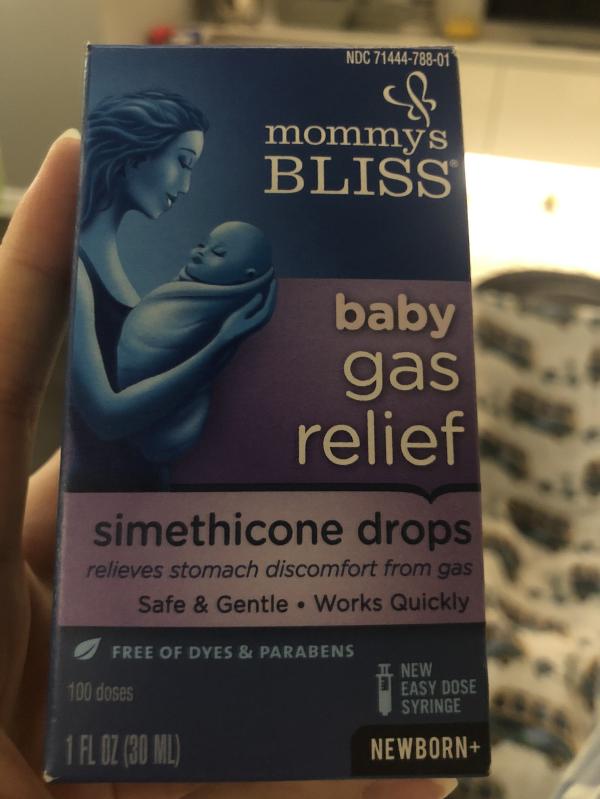 NDC 71444-788-01
mommy's
BLISS®
baby
gas
relief
simethicone drops
relieves stomach discomfort from gas
Safe & Gentle • Works Quickly
FREE OF DYES & PARABENS
100 doses
NEW
EASY DOSE
SYRINGE
1 FL OZ (30 ML)
NEWBORN+